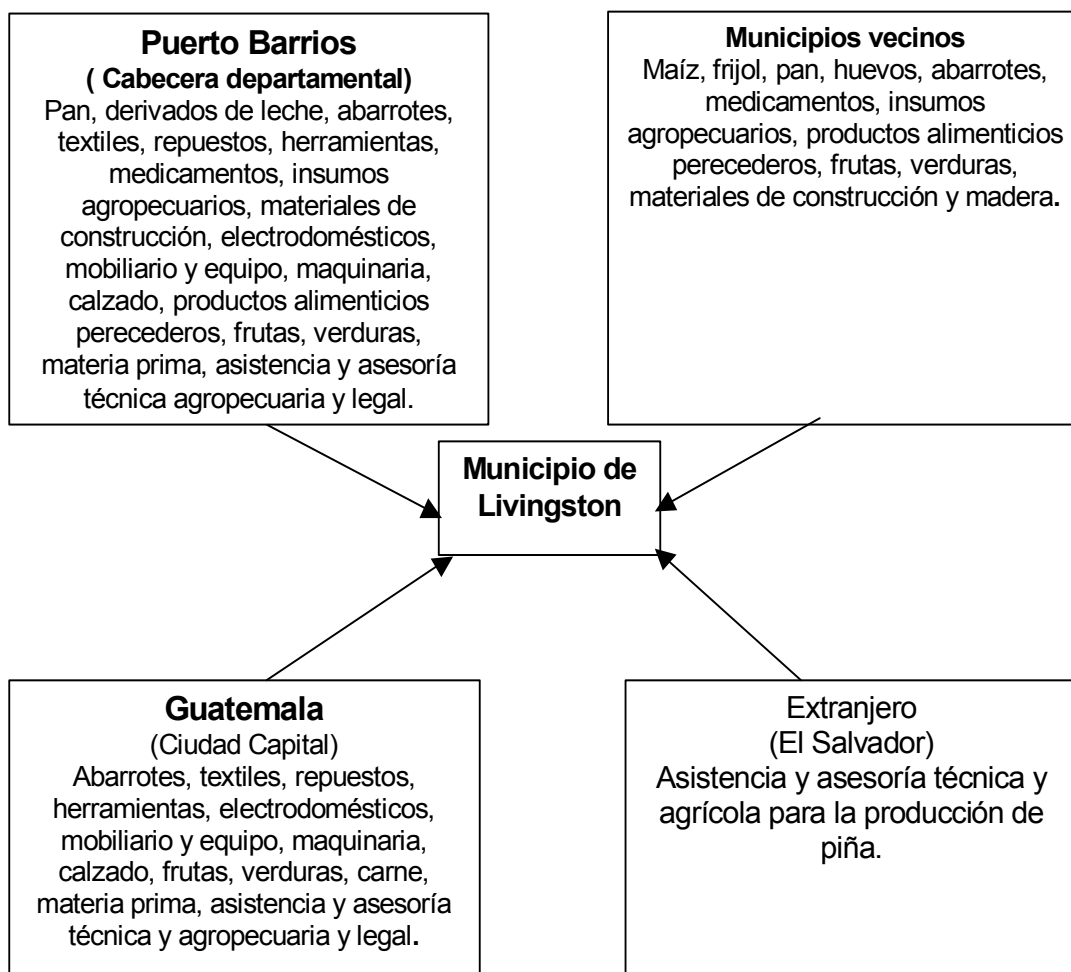 Puerto Barrios
( Cabecera departamental)
Pan, derivados de leche, abarrotes,
textiles, repuestos, herramientas,
medicamentos, insumos
agropecuarios, materiales de
construcción, electrodomésticos,
mobiliario y equipo, maquinaria,
calzado, productos alimenticios
perecederos, frutas, verduras,
materia prima, asistencia y asesoría
técnica agropecuaria y legal.
Municipios vecinos
Maíz, frijol, pan, huevos, abarrotes,
medicamentos, insumos
agropecuarios, productos alimenticios
perecederos, frutas, verduras,
materiales de construcción y madera.
Municipio de
Livingston
Guatemala
(Ciudad Capital)
Abarrotes, textiles, repuestos,
herramientas, electrodomésticos,
mobiliario y equipo, maquinaria,
calzado, frutas, verduras, carne,
materia prima, asistencia y asesoría
técnica y agropecuaria y legal.
Extranjero
(El Salvador)
Asistencia y asesoría técnica y
agrícola para la producción de
piña.